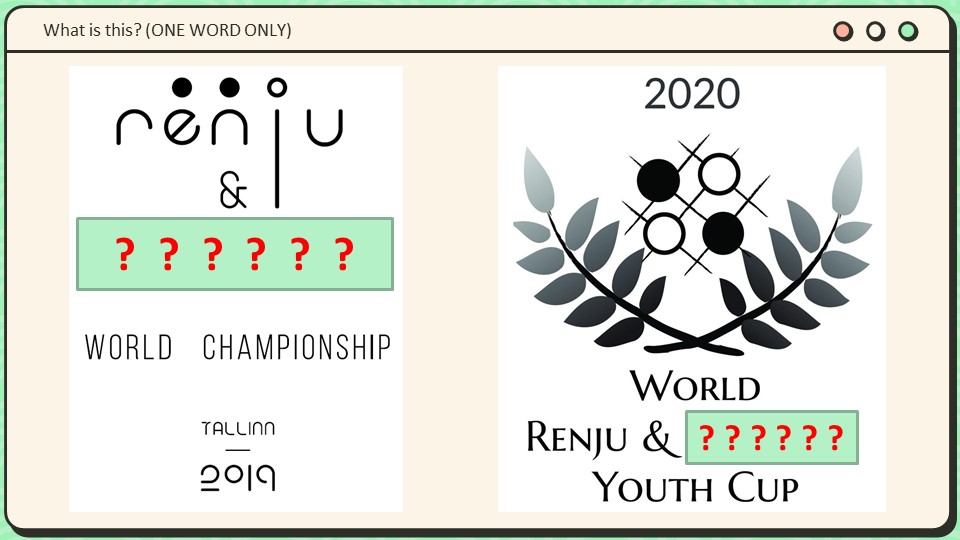 What is this? (ONE WORD ONLY)
renju
&
? ? ? ? ? ?
WORLD CHAMPIONSHIP
TALLINN
2019
2020
WORLD
RENJU & ? ? ? ? ? ?
YOUTH CUP